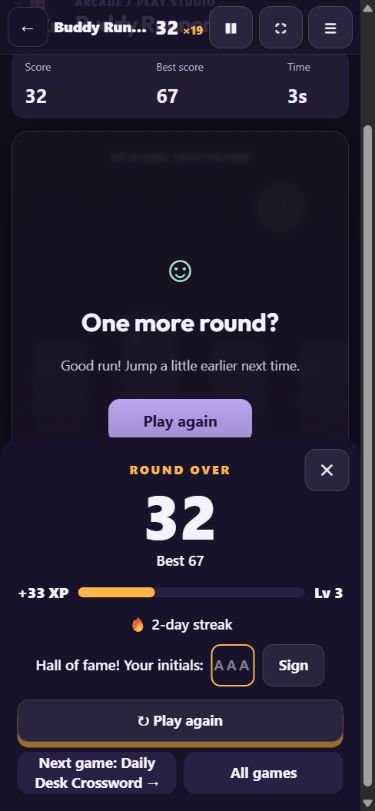 ARCADE / PLAY STUDIO
← Buddy Run... 32 ×19
Score Best score Time
32 67 3s
One more round?
Good run! Jump a little earlier next time.
Play again
ROUND OVER
32
Best 67
+33 XP Lv 3
🔥 2-day streak
Hall of fame! Your initials: AAA Sign
↻ Play again
Next game: Daily
Desk Crossword →
All games